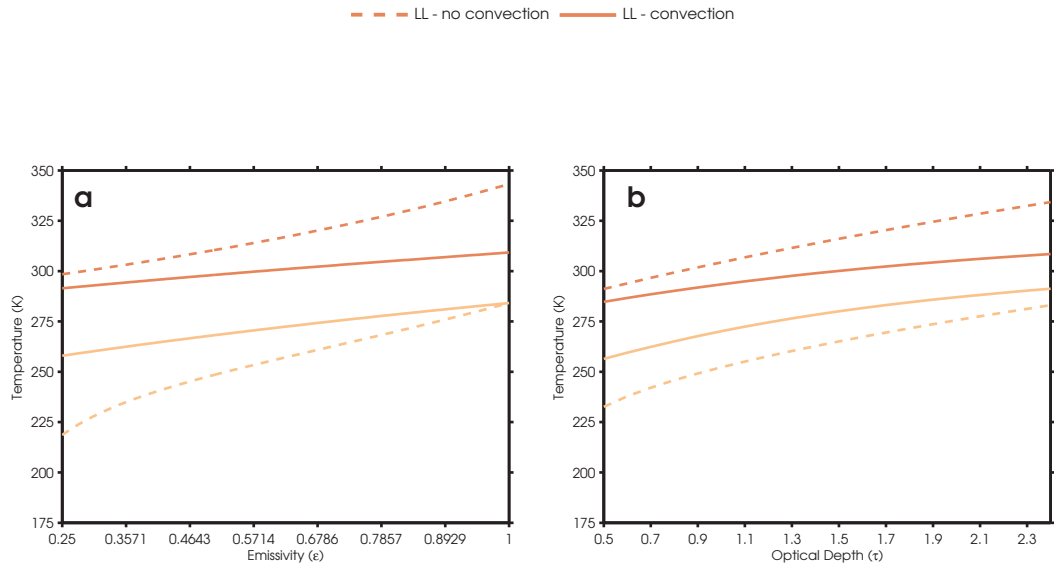 LL - no convection LL - convection
a
350
325
300
275
250
225
200
175
Temperature (K)
0.25 0.3571 0.4643 0.5714 0.6786 0.7857 0.8929 1
Emissivity (ε)
b
350
325
300
275
250
225
200
175
Temperature (K)
0.5 0.7 0.9 1.1 1.3 1.5 1.7 1.9 2.1 2.3
Optical Depth (τ)